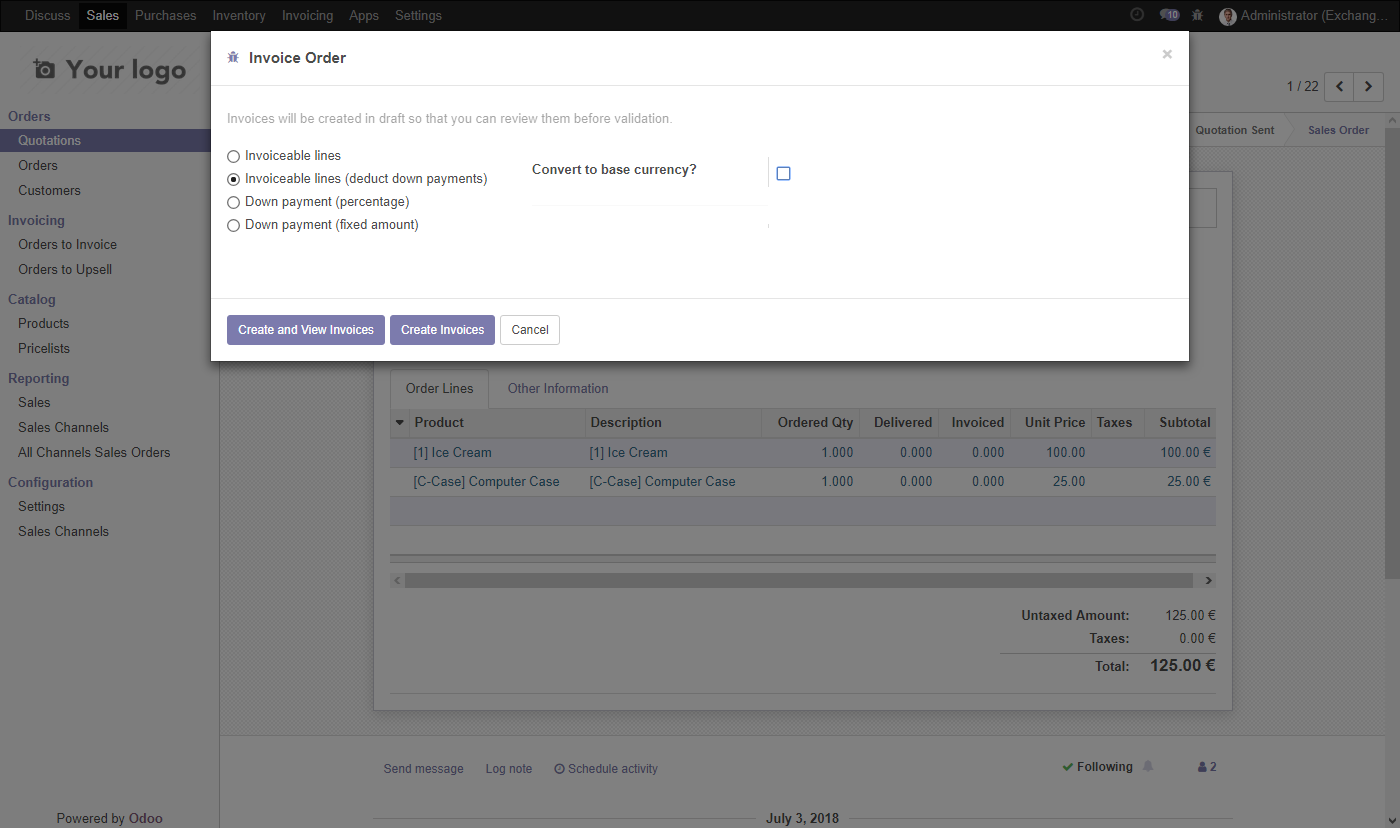 Discuss Sales Purchases Inventory Invoicing Apps Settings 10 Administrator (Exchang...
Your logo
Invoice Order ×
1 / 22
Orders
Quotations
Orders
Customers
Invoicing
Orders to Invoice
Orders to Upsell
Catalog
Products
Pricelists
Reporting
Sales
Sales Channels
All Channels Sales Orders
Configuration
Settings
Sales Channels
Powered by Odoo
Quotation Sent Sales Order
Invoices will be created in draft so that you can review them before validation.
Invoiceable lines
Invoiceable lines (deduct down payments)
Down payment (percentage)
Down payment (fixed amount)
Convert to base currency?
Create and View Invoices Create Invoices Cancel
Order Lines Other Information
Product Description Ordered Qty Delivered Invoiced Unit Price Taxes Subtotal
[1] Ice Cream [1] Ice Cream 1.000 0.000 0.000 100.00 100.00 €
[C-Case] Computer Case [C-Case] Computer Case 1.000 0.000 0.000 25.00 25.00 €
Untaxed Amount: 125.00 €
Taxes: 0.00 €
Total: 125.00 €
Send message Log note Schedule activity Following 2
July 3, 2018